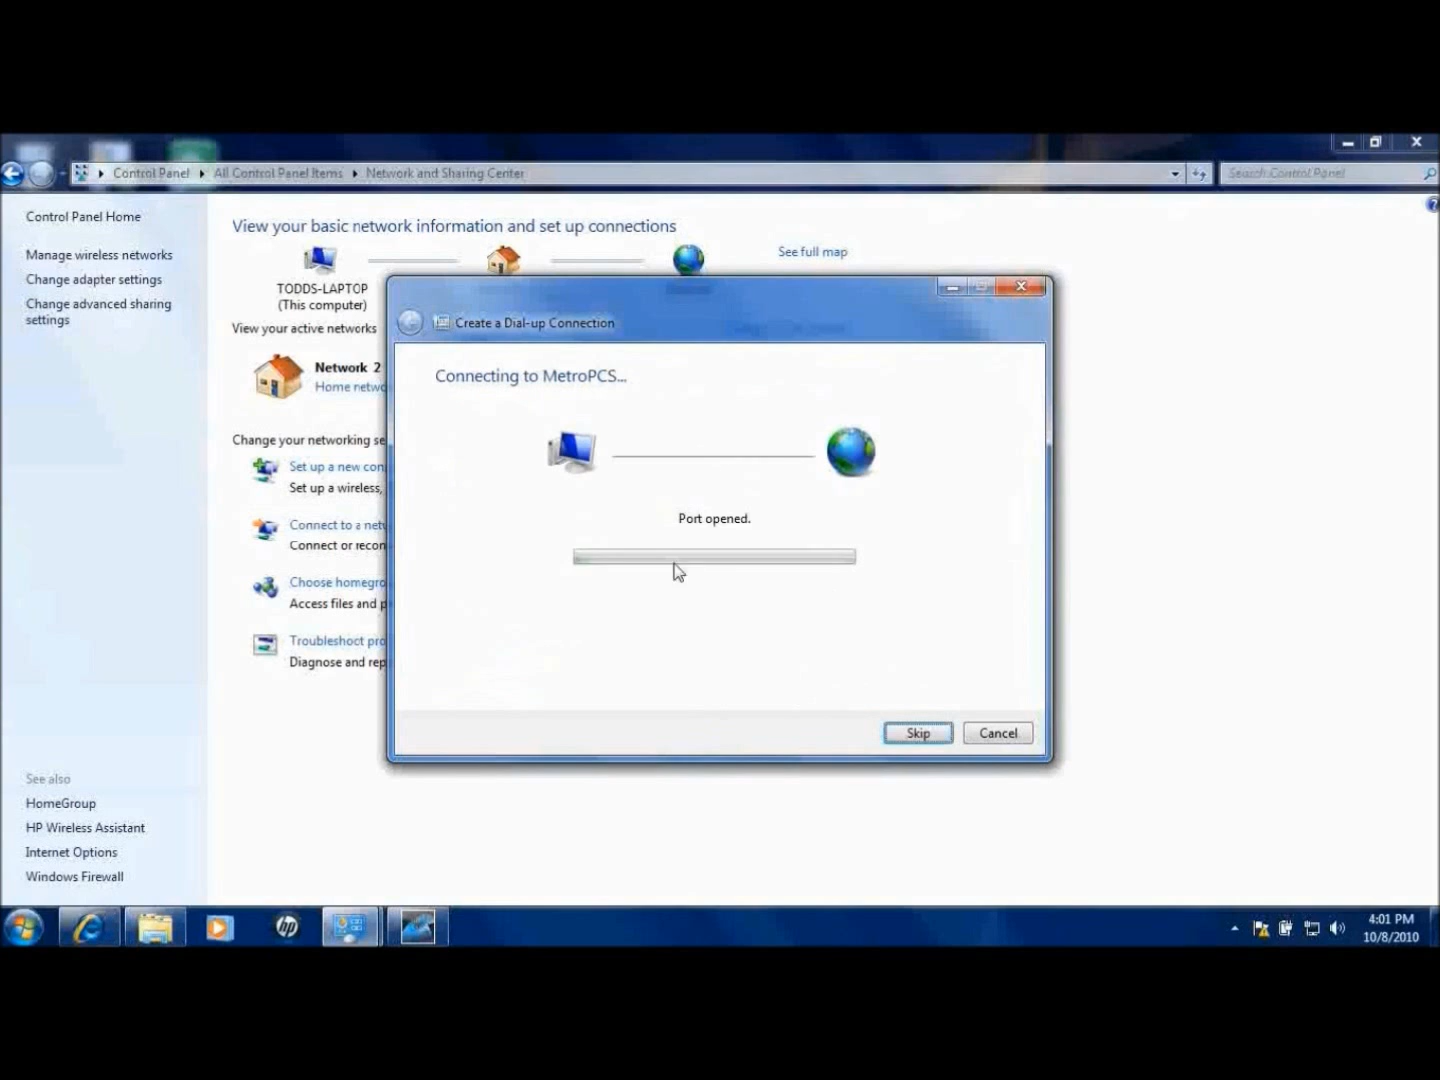 Control Panel All Control Panel Items Network and Sharing Center
Search Control Panel
Control Panel Home
Manage wireless networks
Change adapter settings
Change advanced sharing
settings
See also
HomeGroup
HP Wireless Assistant
Internet Options
Windows Firewall
View your basic network information and set up connections
See full map
TODDS-LAPTOP
(This computer)
View your active networks
Network 2
Home netwo
Change your networking se
Set up a new con
Set up a wireless,
Connect to a netw
Connect or recon
Choose homegro
Access files and p
Troubleshoot pro
Diagnose and rep
Create a Dial-up Connection
Connecting to MetroPCS...
Port opened.
Skip Cancel
hp
4:01 PM
10/8/2010